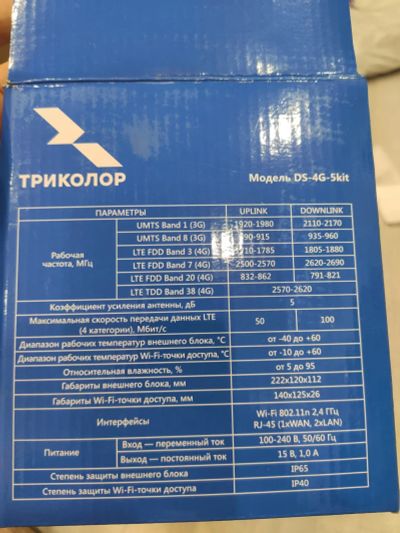 ТРИКОЛОР
Модель DS-4G-5kit
ПАРАМЕТРЫ UPLINK DOWNLINK
Рабочая частота, МГц
UMTS Band 1 (3G) 1920-1980 2110-2170
UMTS Band 8 (3G) 890-915 935-960
LTE FDD Band 3 (4G) 1710-1785 1805-1880
LTE FDD Band 7 (4G) 2500-2570 2620-2690
LTE FDD Band 20 (4G) 832-862 791-821
LTE TDD Band 38 (4G) 2570-2620
Коэффициент усиления антенны, дБ 5
Максимальная скорость передачи данных LTE
(4 категории), Мбит/с 50 100
Диапазон рабочих температур внешнего блока, °С от -40 до +60
Диапазон рабочих температур Wi-Fi-точки доступа, °С от -10 до +60
Относительная влажность, % от 5 до 95
Габариты внешнего блока, мм 222х120х112
Габариты Wi-Fi-точки доступа, мм 140х125х26
Интерфейсы Wi-Fi 802.11n 2,4 ГГц
RJ-45 (1xWAN, 2xLAN)
Питание
Вход — переменный ток 100-240 В, 50/60 Гц
Выход — постоянный ток 15 В, 1,0 А
Степень защиты внешнего блока IP65
Степень защиты Wi-Fi-точки доступа IP40